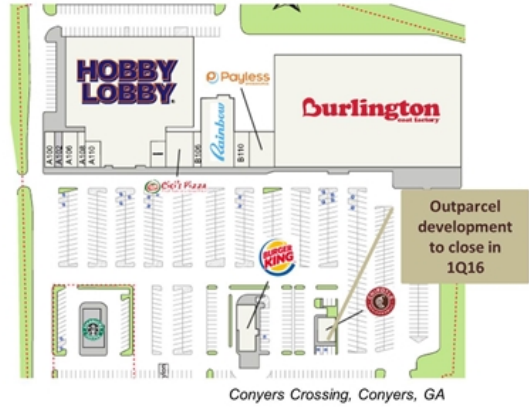 HOBBY
LOBBY
Payless
Burlington
coat factory
Rainbow
A100
A102
A106
A108
A110
B106
B110
CiCi's Pizza
Outparcel
development
to close in
1Q16
BURGER
KING
Conyers Crossing, Conyers, GA